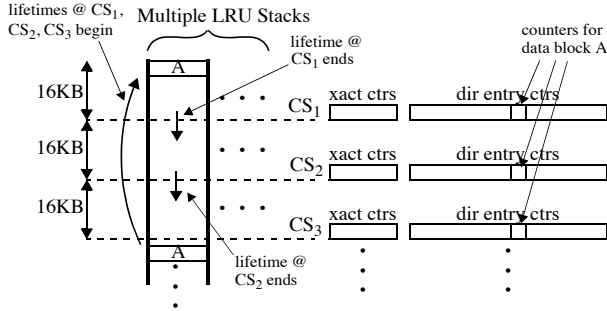 lifetimes @ CS1,
CS2, CS3 begin
Multiple LRU Stacks
lifetime @
CS1 ends
counters for
data block A
A
16KB
CS1
xact ctrs
dir entry ctrs
16KB
CS2
xact ctrs
dir entry ctrs
16KB
CS3
xact ctrs
dir entry ctrs
A
lifetime @
CS2 ends